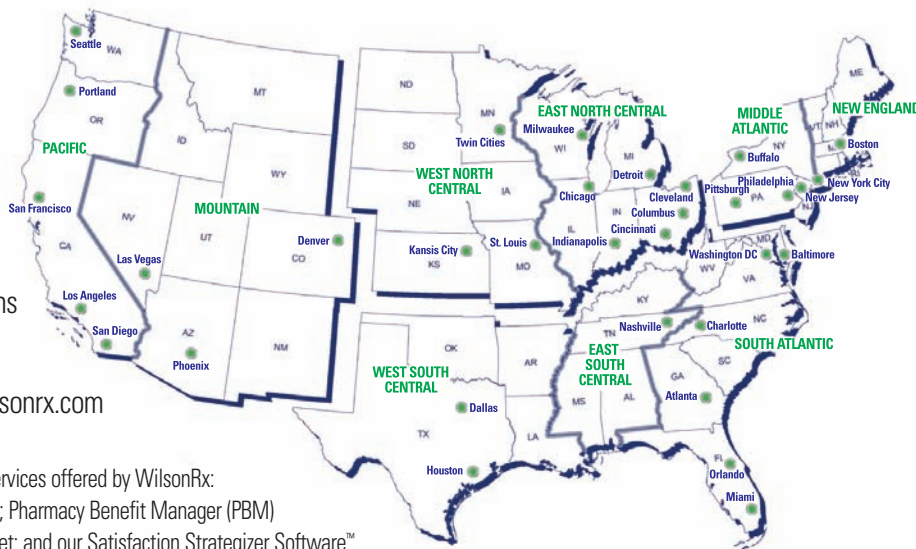 Seattle
WA
Portland
OR
PACIFIC
San Francisco
CA
NV
Las Vegas
Los Angeles
San Diego
MT
ID
WY
MOUNTAIN
UT
Denver
CO
AZ
Phoenix
NM
ND
SD
MN
Twin Cities
WEST NORTH
CENTRAL
NE
IA
Kansis City
KS
St. Louis
MO
EAST NORTH CENTRAL
Milwaukee
WI
MI
Detroit
Chicago
IL
IN
Indianapolis
Cleveland
Columbus
Cincinnati
OH
MIDDLE
ATLANTIC
NY
Buffalo
Pittsburgh
PA
Philadelphia
New York City
New Jersey
NJ
NEW ENGLAND
ME
VT
NH
Boston
RI
Washington DC
MD
Baltimore
WV
VA
KY
TN
Nashville
Charlotte
NC
SOUTH ATLANTIC
SC
EAST
SOUTH
CENTRAL
MS
AL
GA
Atlanta
FL
Orlando
Miami
WEST SOUTH
CENTRAL
OK
AR
Dallas
TX
LA
Houston
sonrx.com
ervices offered by WilsonRx:
; Pharmacy Benefit Manager (PBM)
et; and our Satisfaction Strategizer Software™